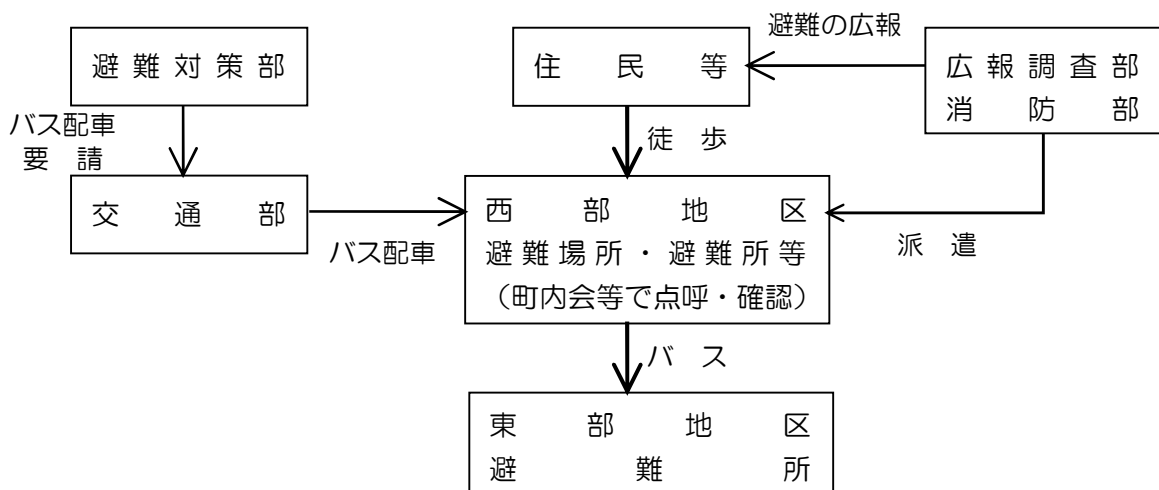 避難の広報
避難対策部
住民等
広報調査部
消防部
バス配車
要請
徒歩
交通部
バス配車
西部地区
避難場所・避難所等
（町内会等で点呼・確認）
派遣
バス
東部地区
避難所